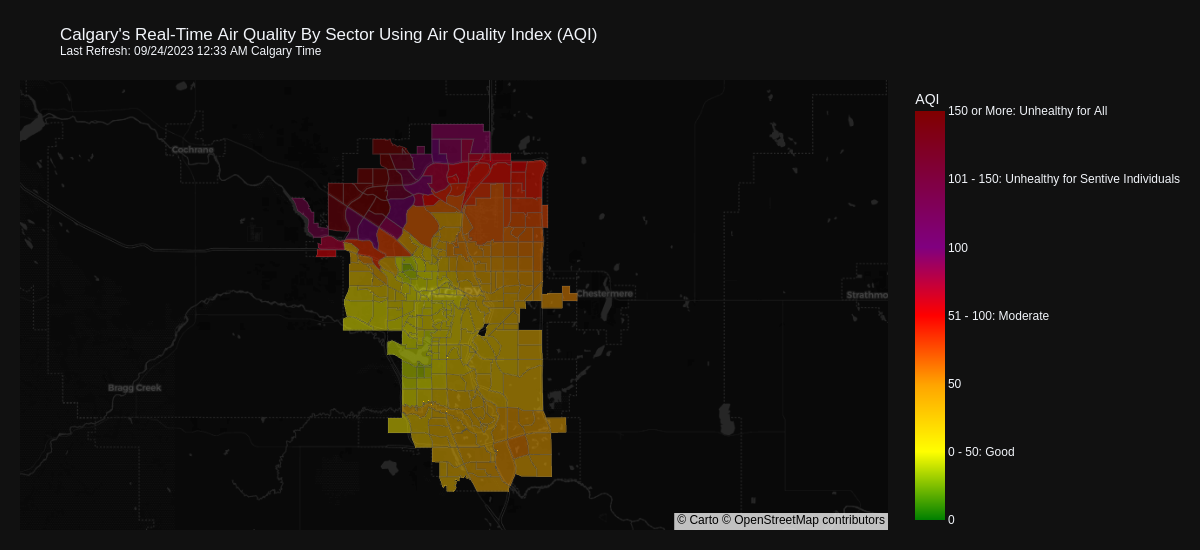 Calgary's Real-Time Air Quality By Sector Using Air Quality Index (AQI)
Last Refresh: 09/24/2023 12:33 AM Calgary Time
AQI
150 or More: Unhealthy for All
Cochrane
101 - 150: Unhealthy for Sentive Individuals
100
Chestermere
Strathmo
51 - 100: Moderate
50
Bragg Creek
0 - 50: Good
0
© Carto © OpenStreetMap contributors